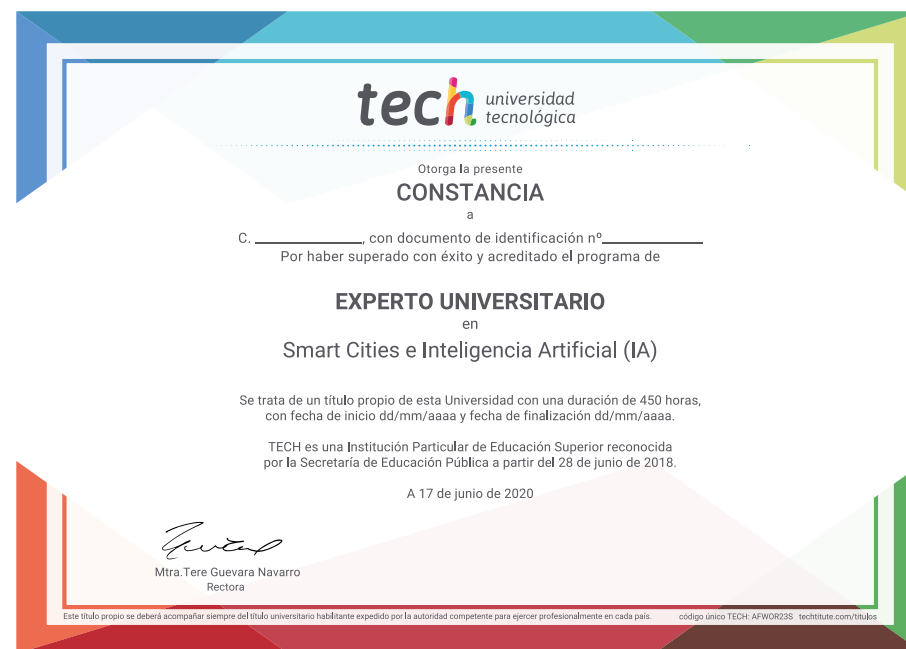 tech universidad
tecnológica
Otorga la presente
CONSTANCIA
a
C. ____________, con documento de identificación nº____________
Por haber superado con éxito y acreditado el programa de
EXPERTO UNIVERSITARIO
en
Smart Cities e Inteligencia Artificial (IA)
Se trata de un título propio de esta Universidad con una duración de 450 horas,
con fecha de inicio dd/mm/aaaa y fecha de finalización dd/mm/aaaa.
TECH es una Institución Particular de Educación Superior reconocida
por la Secretaría de Educación Pública a partir del 28 de junio de 2018.
A 17 de junio de 2020
Mtra.Tere Guevara Navarro
Rectora
Este título propio se deberá acompañar siempre del título universitario habilitante expedido por la autoridad competente para ejercer profesionalmente en cada país. código único TECH: AFWOR23S techtitute.com/titulos